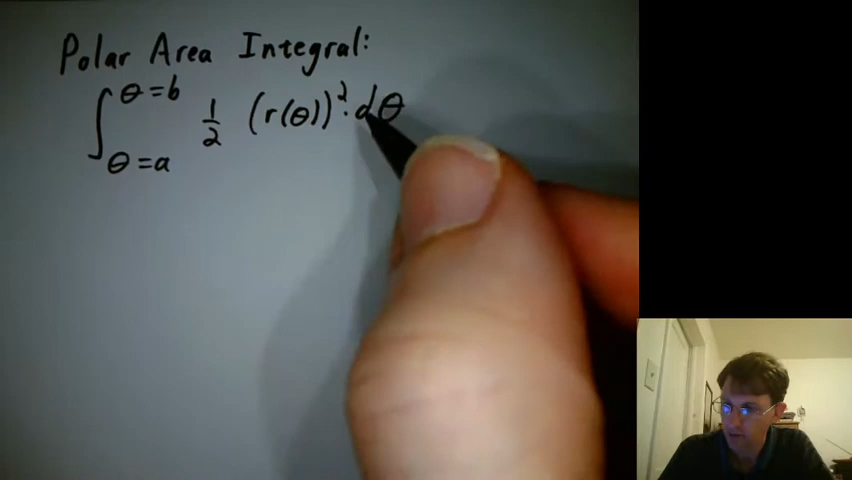 Polar Area Integral:
∫_{θ=a}^{θ=b} 1/2 (r(θ))²·dθ